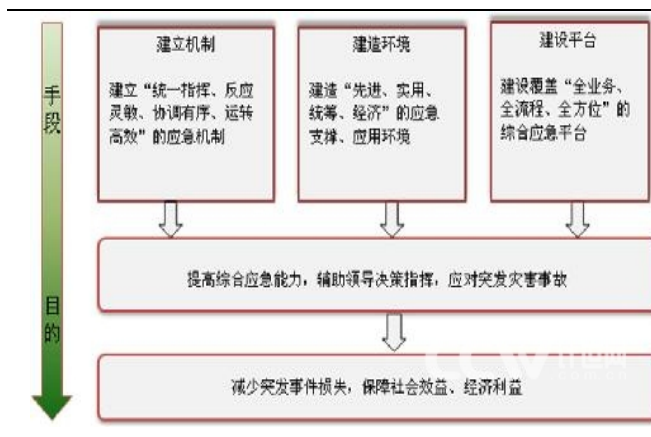 手段
目的
建立机制
建立“统一指挥、反应
灵敏、协调有序、运转
高效”的应急机制
建造环境
建造“先进、实用、
统筹、经济”的应急
支撑、应用环境
建设平台
建设覆盖“全业务、
全流程、全方位”的
综合应急平台
提高综合应急能力，辅助领导决策指挥，应对突发灾害事故
减少突发事件损失，保障社会效益、经济利益